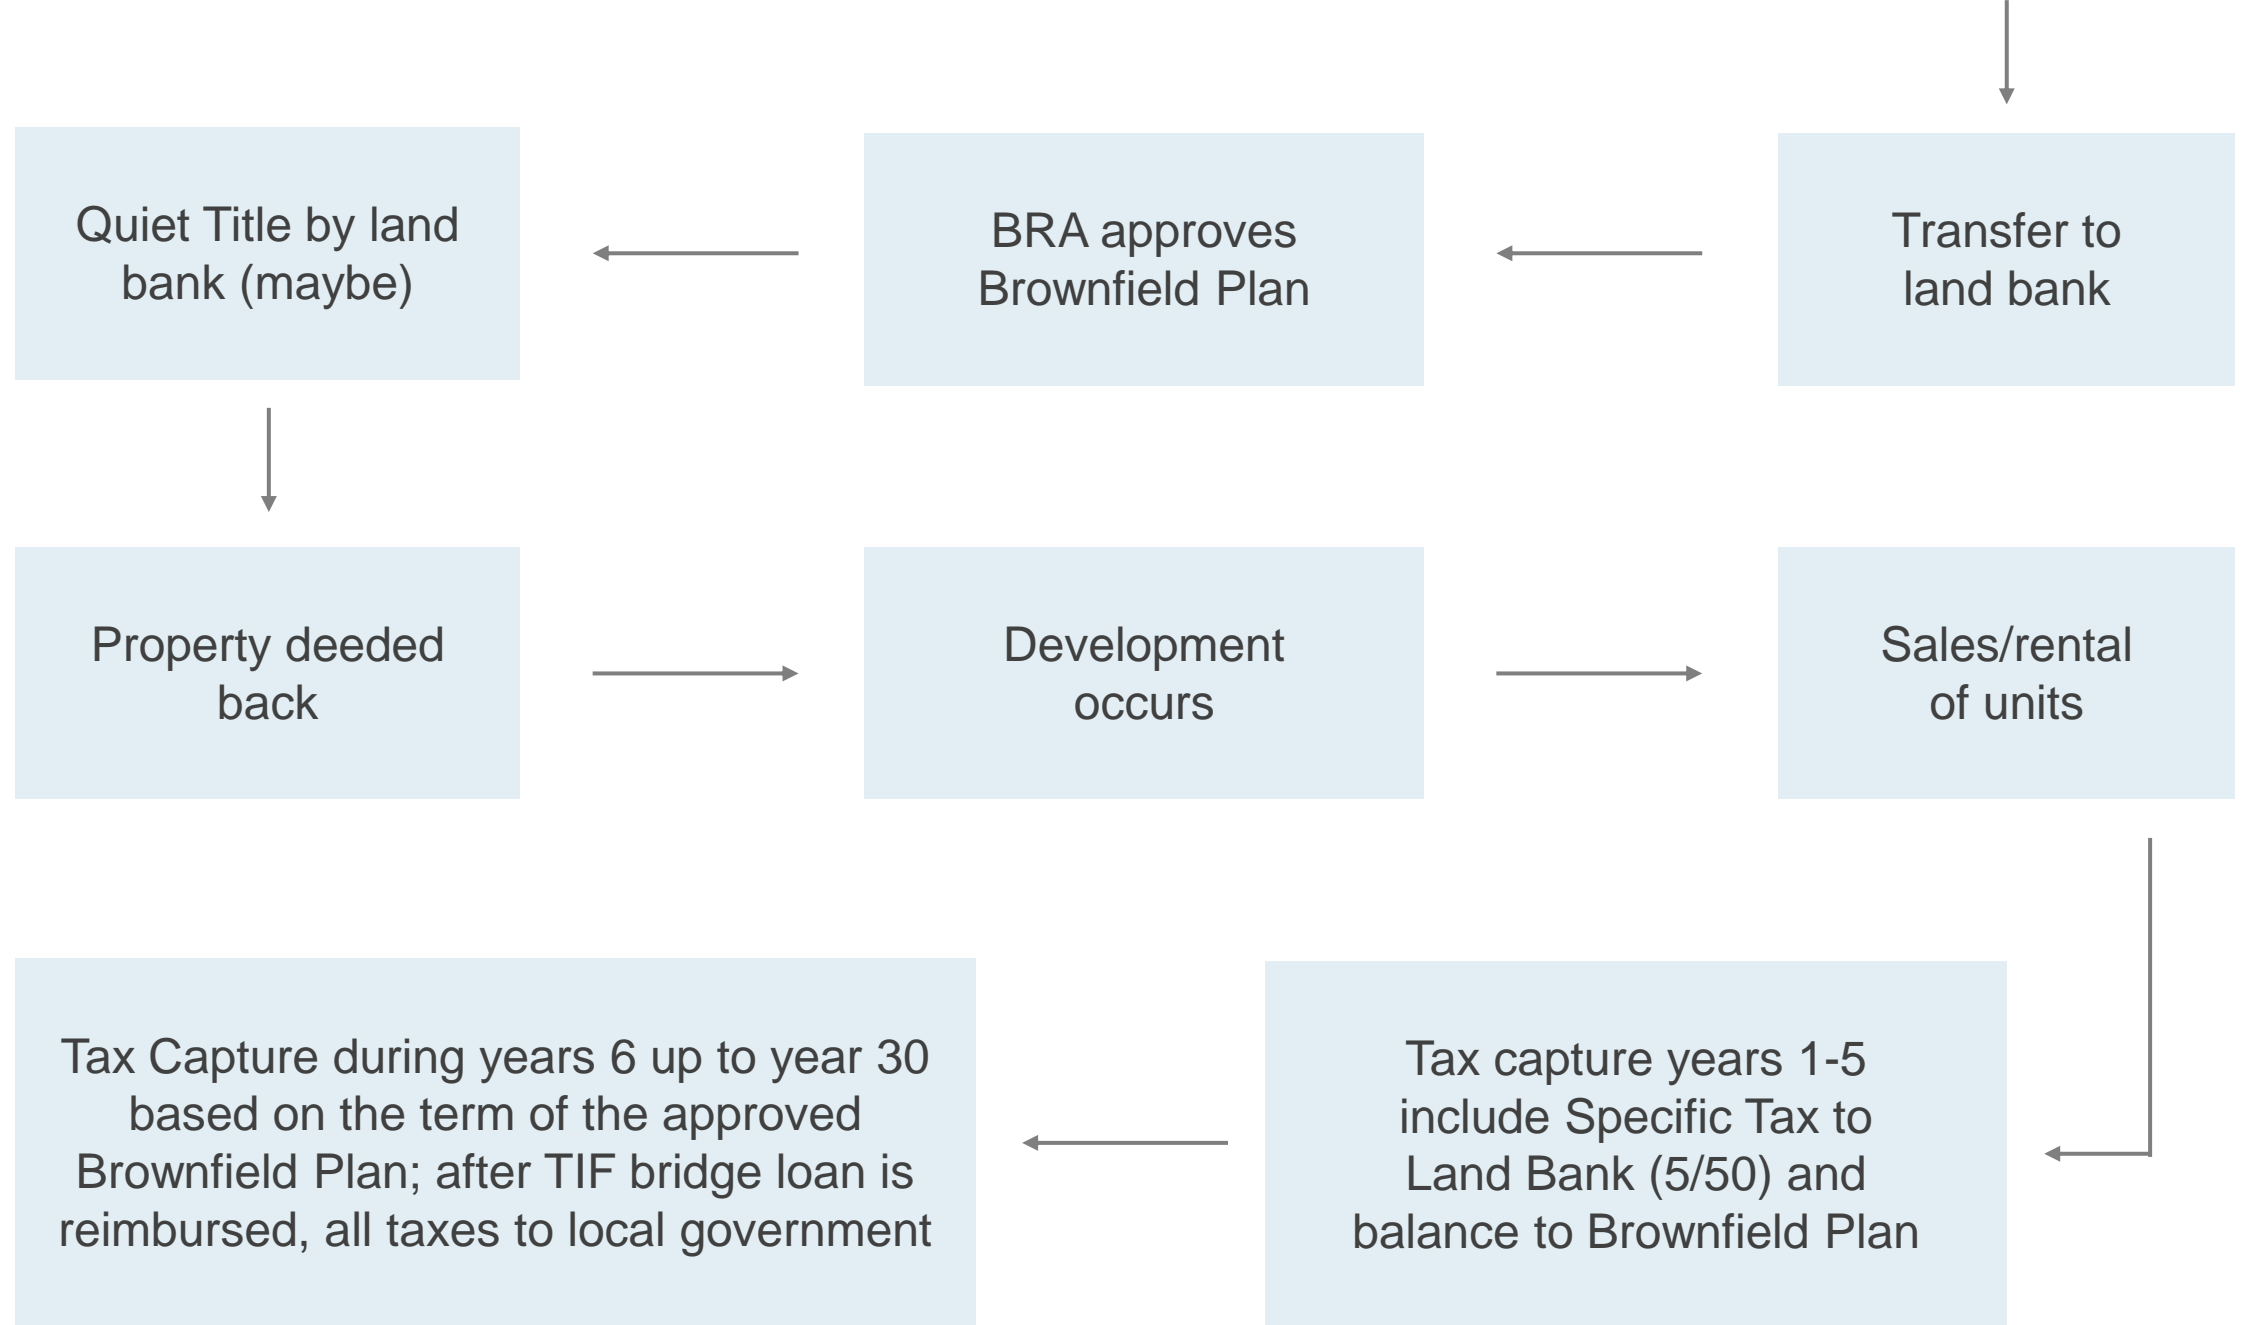 Quiet Title by land
bank (maybe)
BRA approves
Brownfield Plan
Transfer to
land bank
Property deeded
back
Development
occurs
Sales/rental
of units
Tax Capture during years 6 up to year 30
based on the term of the approved
Brownfield Plan; after TIF bridge loan is
reimbursed, all taxes to local government
Tax capture years 1-5
include Specific Tax to
Land Bank (5/50) and
balance to Brownfield Plan